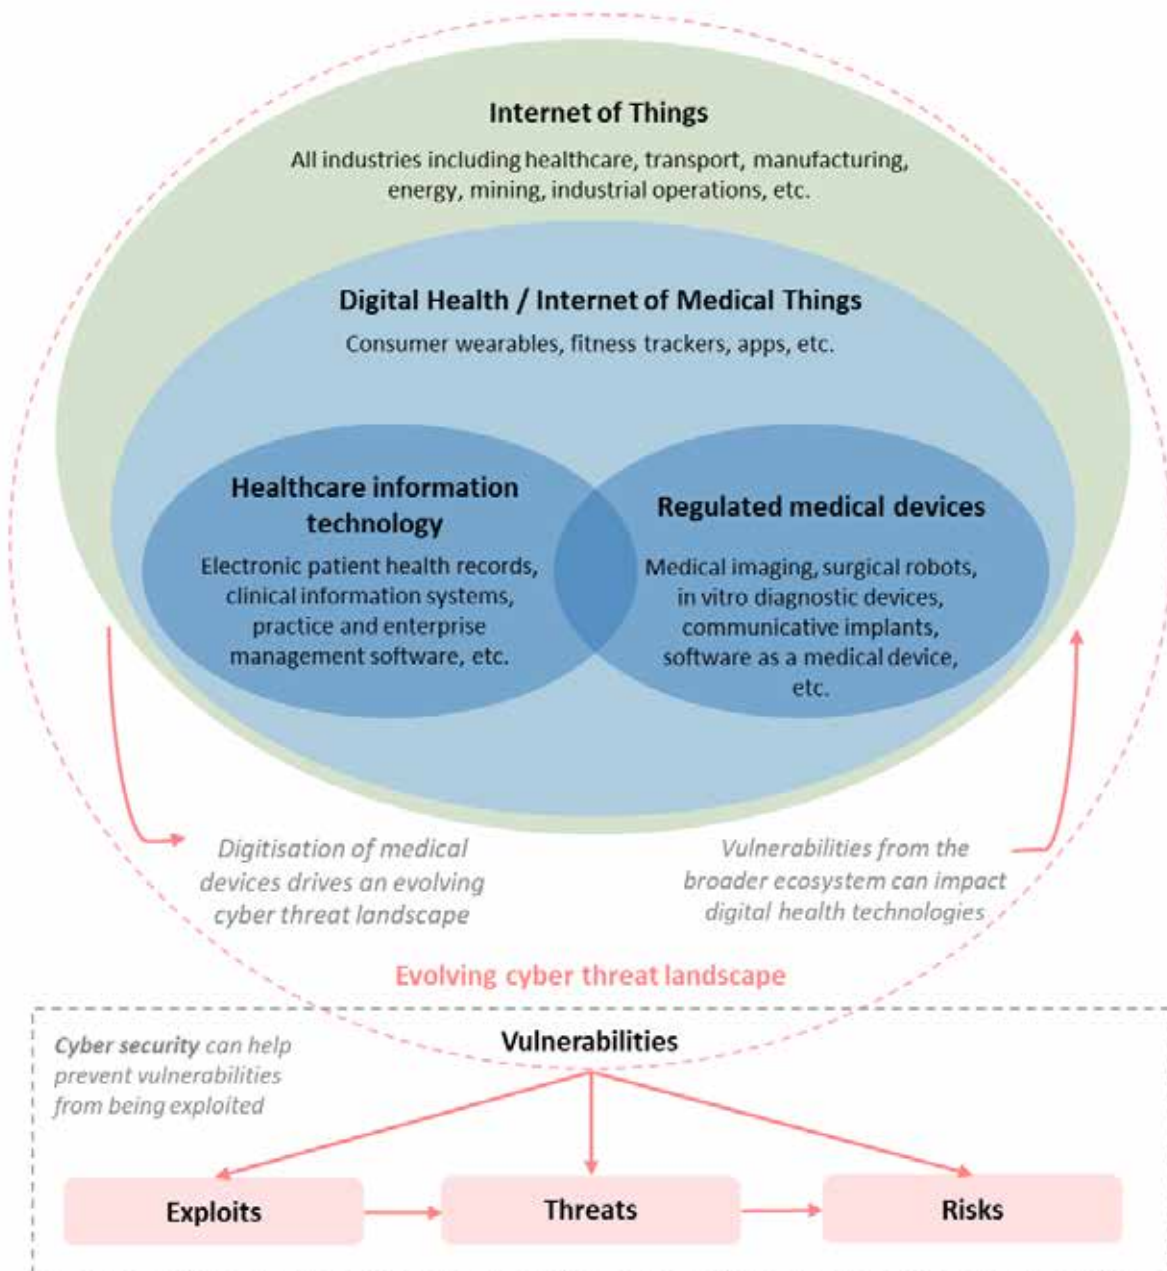 Internet of Things
All industries including healthcare, transport, manufacturing,
energy, mining, industrial operations, etc.
Digital Health / Internet of Medical Things
Consumer wearables, fitness trackers, apps, etc.
Healthcare information
technology
Electronic patient health records,
clinical information systems,
practice and enterprise
management software, etc.
Regulated medical devices
Medical imaging, surgical robots,
in vitro diagnostic devices,
communicative implants,
software as a medical device,
etc.
Digitisation of medical
devices drives an evolving
cyber threat landscape
Vulnerabilities from the
broader ecosystem can impact
digital health technologies
Evolving cyber threat landscape
Cyber security can help
prevent vulnerabilities
from being exploited
Vulnerabilities
Exploits
Threats
Risks